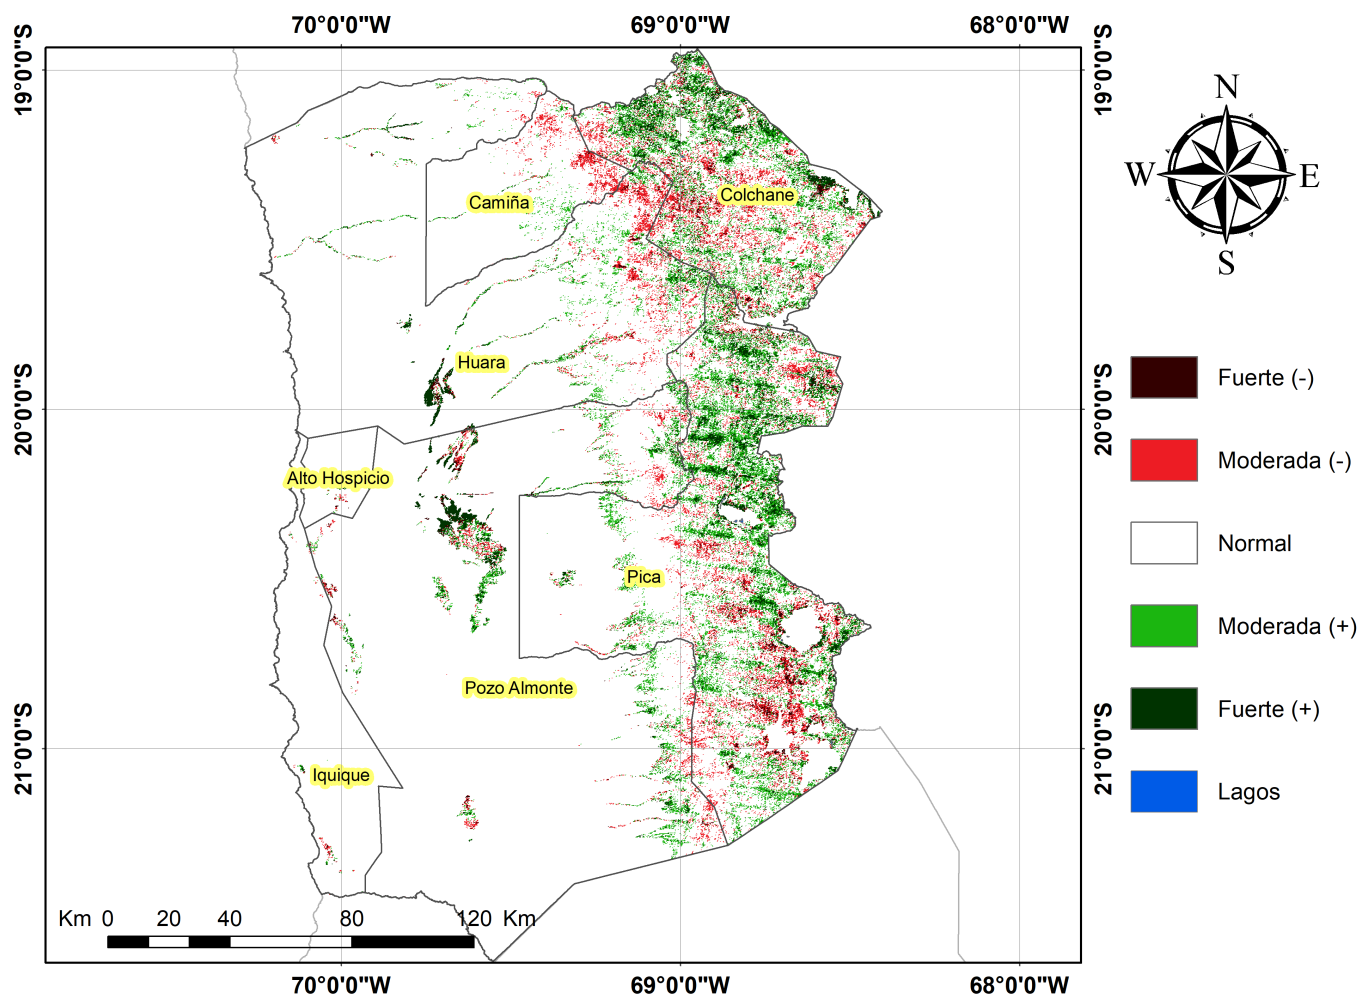 70°0'0"W
69°0'0"W
68°0'0"W
19°0'0"S
19°0'0"S
N
W
E
S
Camiña
Colchane
Huara
20°0'0"S
20°0'0"S
Fuerte (-)
Moderada (-)
Normal
Moderada (+)
Fuerte (+)
Lagos
Alto Hospicio
Pica
Pozo Almonte
Iquique
21°0'0"S
21°0'0"S
Km 0 20 40 80 120 Km
70°0'0"W
69°0'0"W
68°0'0"W